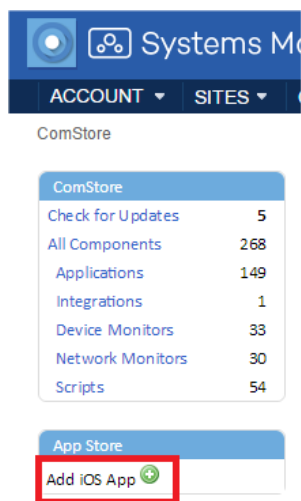 Systems M
ACCOUNT SITES
ComStore
ComStore
Check for Updates 5
All Components 268
Applications 149
Integrations 1
Device Monitors 33
Network Monitors 30
Scripts 54
App Store
Add iOS App